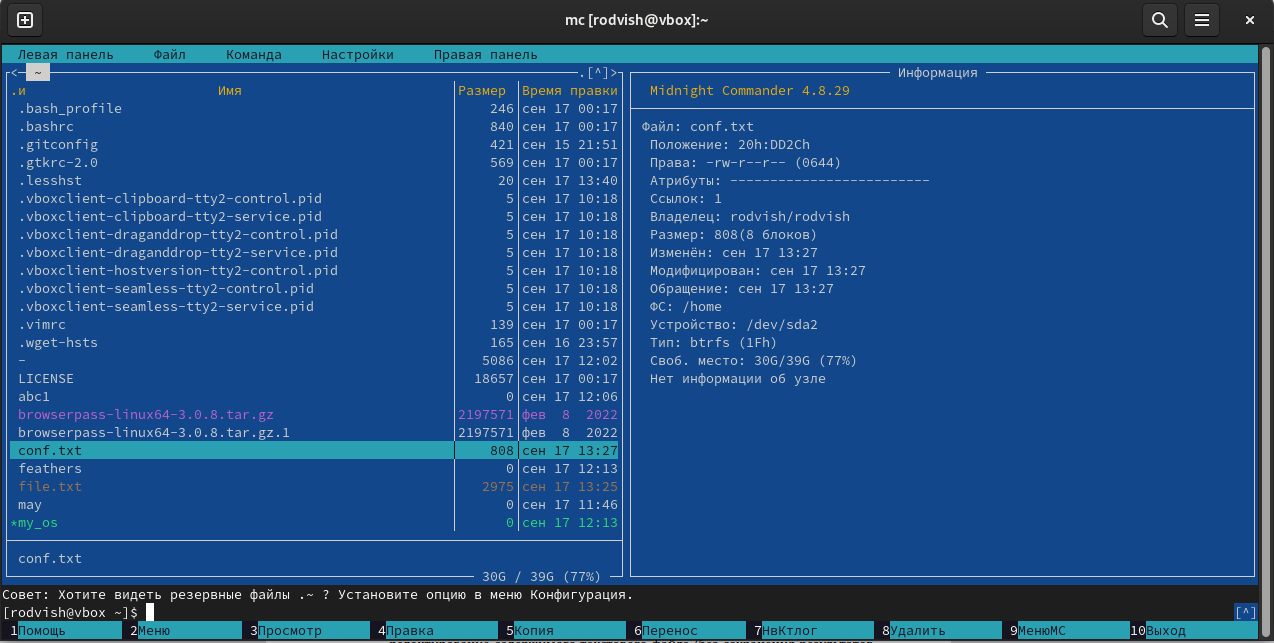 mc [rodvish@vbox]:~
Левая панель Файл Команда Настройки Правая панель
<- ~ .[^]>
.и Имя Размер Время правки
.bash_profile 246 сен 17 00:17
.bashrc 840 сен 17 00:17
.gitconfig 421 сен 15 21:51
.gtkrc-2.0 569 сен 17 00:17
.lesshst 20 сен 17 13:40
.vboxclient-clipboard-tty2-control.pid 5 сен 17 10:18
.vboxclient-clipboard-tty2-service.pid 5 сен 17 10:18
.vboxclient-draganddrop-tty2-control.pid 5 сен 17 10:18
.vboxclient-draganddrop-tty2-service.pid 5 сен 17 10:18
.vboxclient-hostversion-tty2-control.pid 5 сен 17 10:18
.vboxclient-seamless-tty2-control.pid 5 сен 17 10:18
.vboxclient-seamless-tty2-service.pid 5 сен 17 10:18
.vimrc 139 сен 17 00:17
.wget-hsts 165 сен 16 23:57
- 5086 сен 17 12:02
LICENSE 18657 сен 17 00:17
abc1 0 сен 17 12:06
browserpass-linux64-3.0.8.tar.gz 2197571 фев 8 2022
browserpass-linux64-3.0.8.tar.gz.1 2197571 фев 8 2022
conf.txt 808 сен 17 13:27
feathers 0 сен 17 12:13
file.txt 2975 сен 17 13:25
may 0 сен 17 11:46
*my_os 0 сен 17 12:13
conf.txt
30G / 39G (77%)
Информация
Midnight Commander 4.8.29
Файл: conf.txt
Положение: 20h:DD2Ch
Права: -rw-r--r-- (0644)
Атрибуты: -------------------------
Ссылок: 1
Владелец: rodvish/rodvish
Размер: 808(8 блоков)
Изменён: сен 17 13:27
Модифицирован: сен 17 13:27
Обращение: сен 17 13:27
ФС: /home
Устройство: /dev/sda2
Тип: btrfs (1Fh)
Своб. место: 30G/39G (77%)
Нет информации об узле
Совет: Хотите видеть резервные файлы .~ ? Установите опцию в меню Конфигурация.
[rodvish@vbox ~]$ [^]
1Помощь 2Меню 3Просмотр 4Правка 5Копия 6Перенос 7НвКтлог 8Удалить 9МенюMC 10Выход